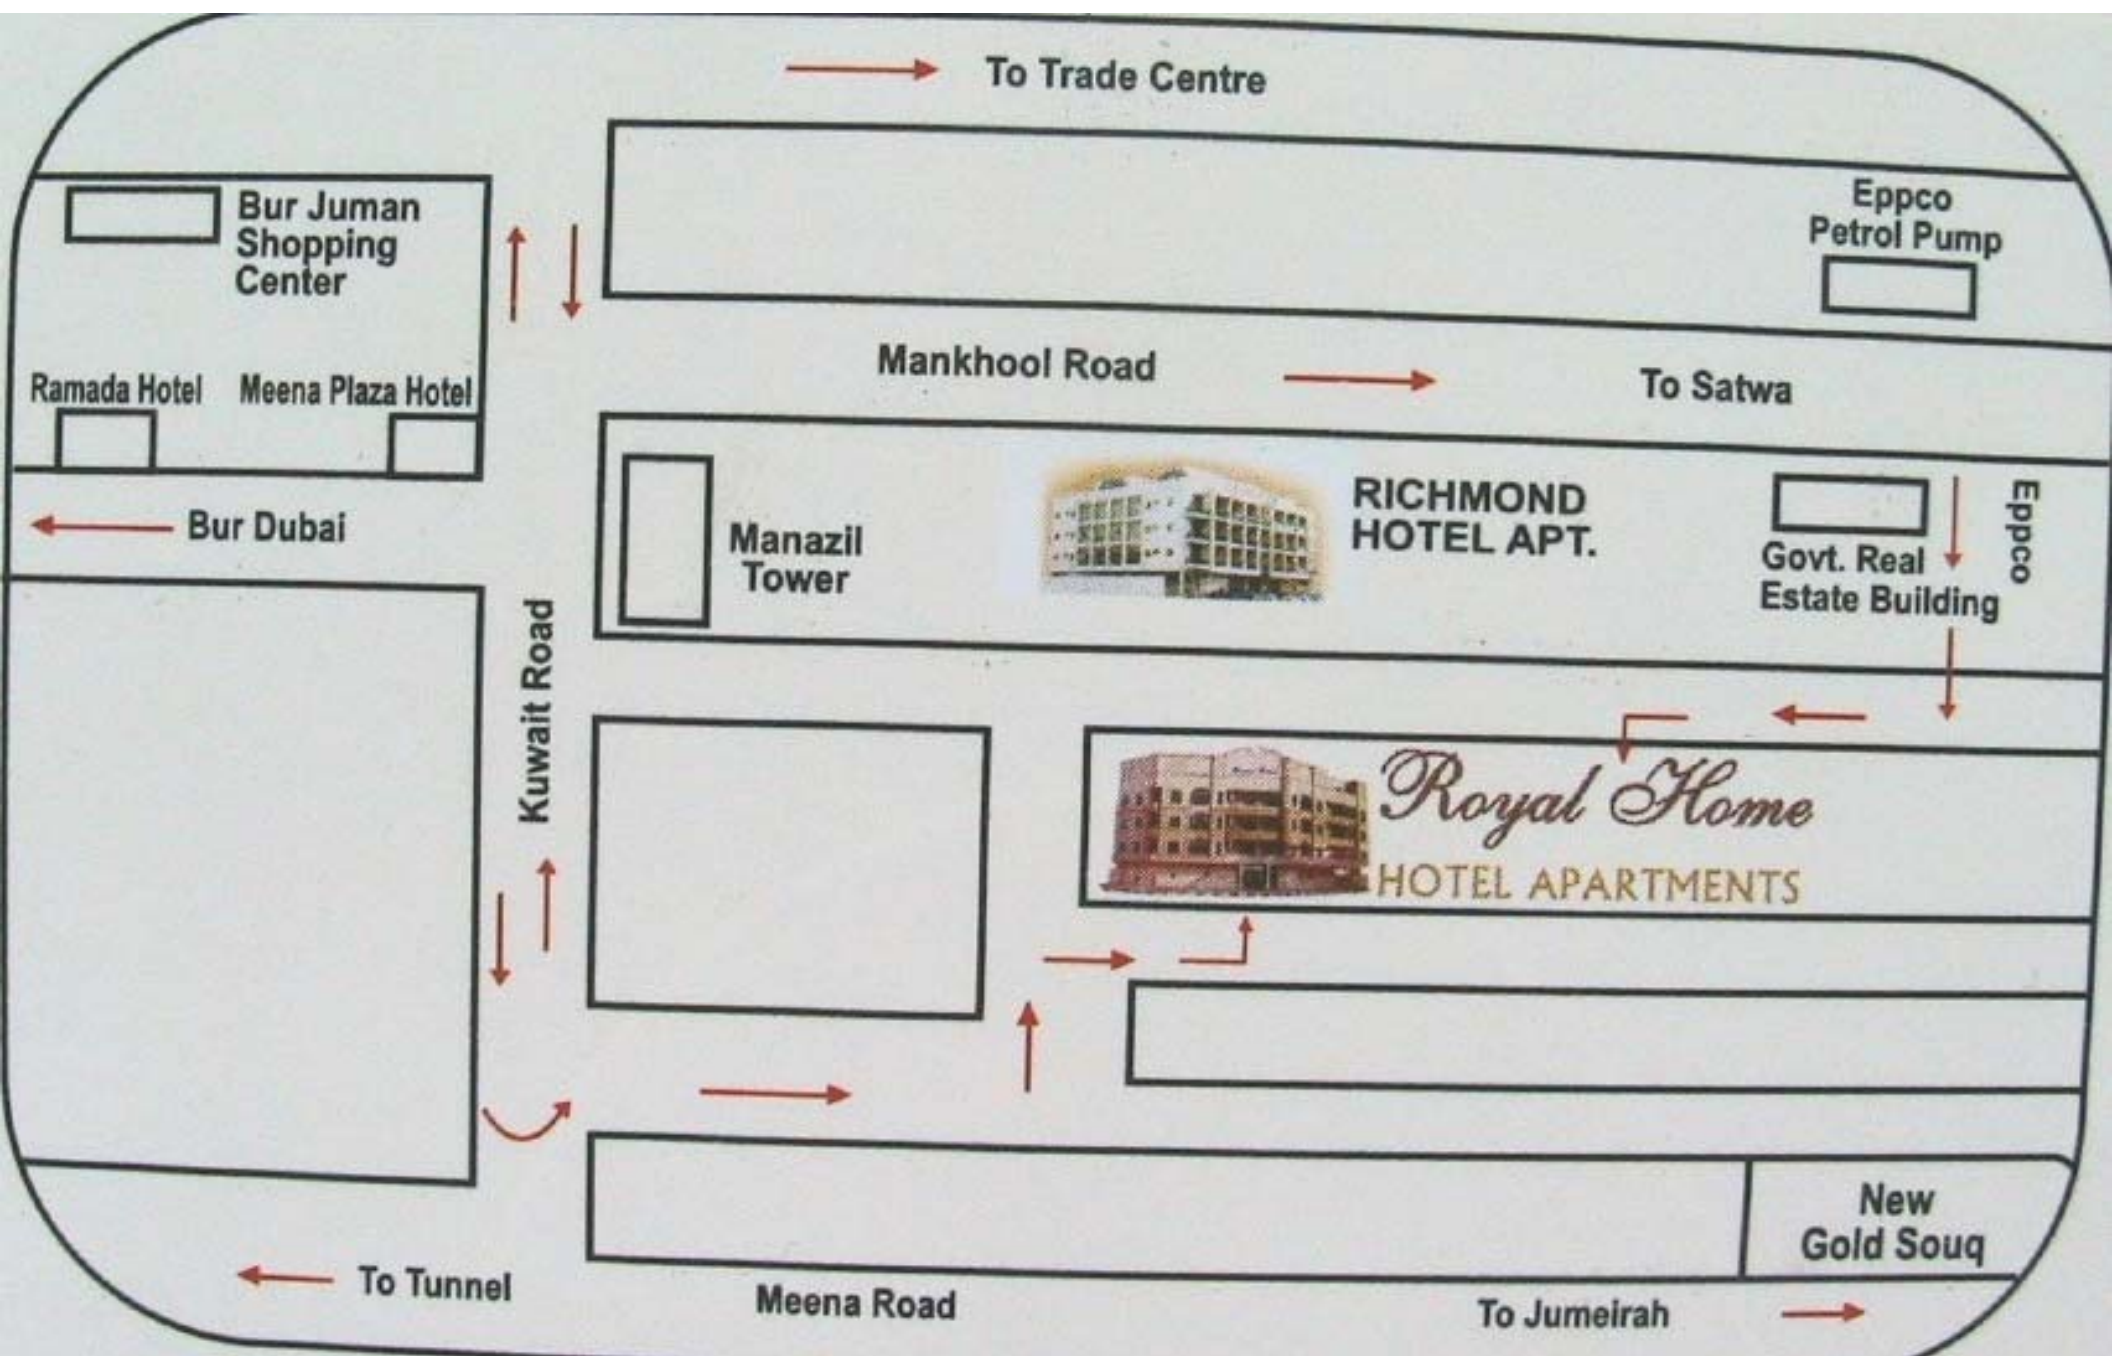 To Trade Centre
Bur Juman
Shopping
Center
Eppco
Petrol Pump
Mankhool Road
To Satwa
Ramada Hotel
Meena Plaza Hotel
Bur Dubai
Manazil
Tower
RICHMOND
HOTEL APT.
Govt. Real
Estate Building
Eppco
Kuwait Road
Royal Home
HOTEL APARTMENTS
New
Gold Souq
To Tunnel
Meena Road
To Jumeirah